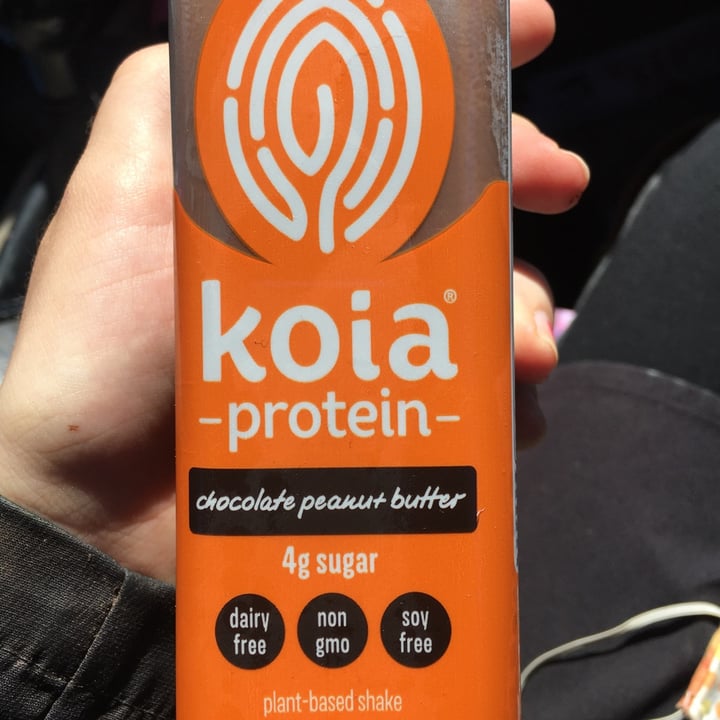 koia®
-protein-
chocolate peanut butter
4g sugar
dairy free
non gmo
soy free
plant-based shake